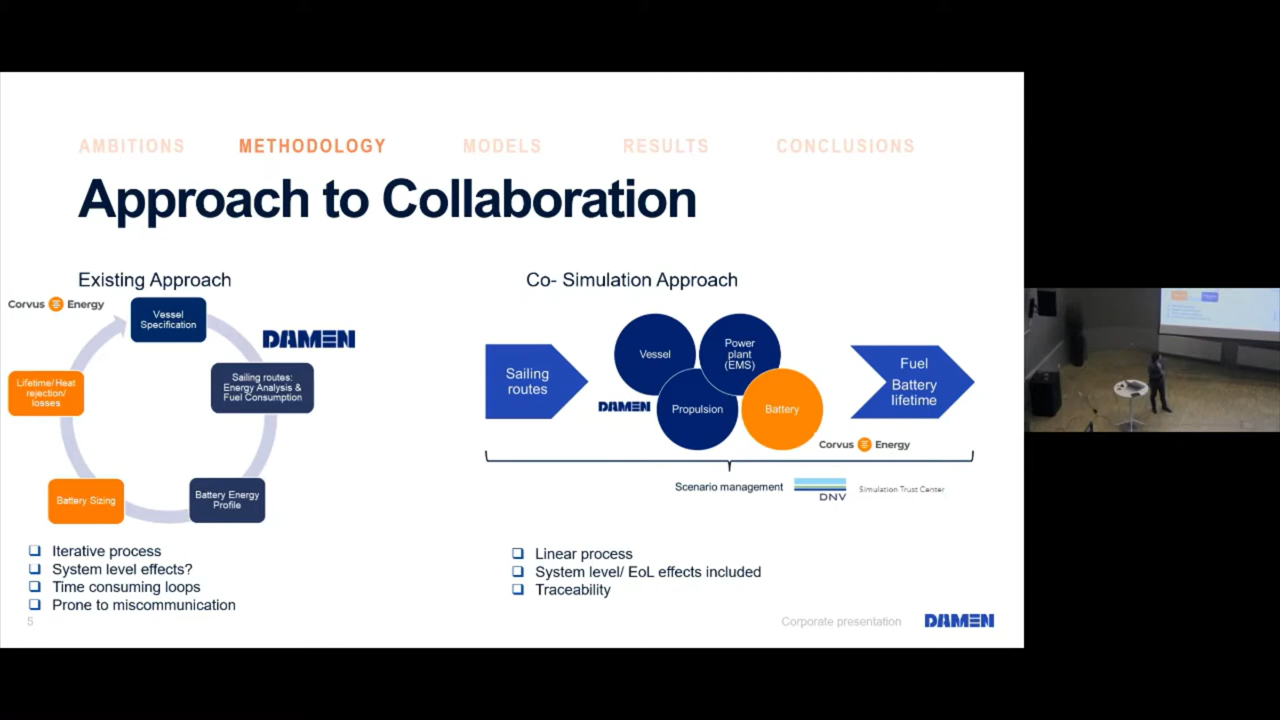 AMBITIONS METHODOLOGY MODELS RESULTS CONCLUSIONS
Approach to Collaboration
Existing Approach
Corvus Energy
Vessel
Specification
DAMEN
Sailing routes:
Energy Analysis &
Fuel Consumption
Lifetime/ Heat
rejection/
losses
Battery Sizing
Battery Energy
Profile
Iterative process
System level effects?
Time consuming loops
Prone to miscommunication
Co- Simulation Approach
Sailing
routes
Vessel
Power
plant
(EMS)
DAMEN
Propulsion
Battery
Fuel
Battery
lifetime
Corvus Energy
Scenario management
DNV
Simulation Trust Center
Linear process
System level/ EoL effects included
Traceability
5
Corporate presentation
DAMEN